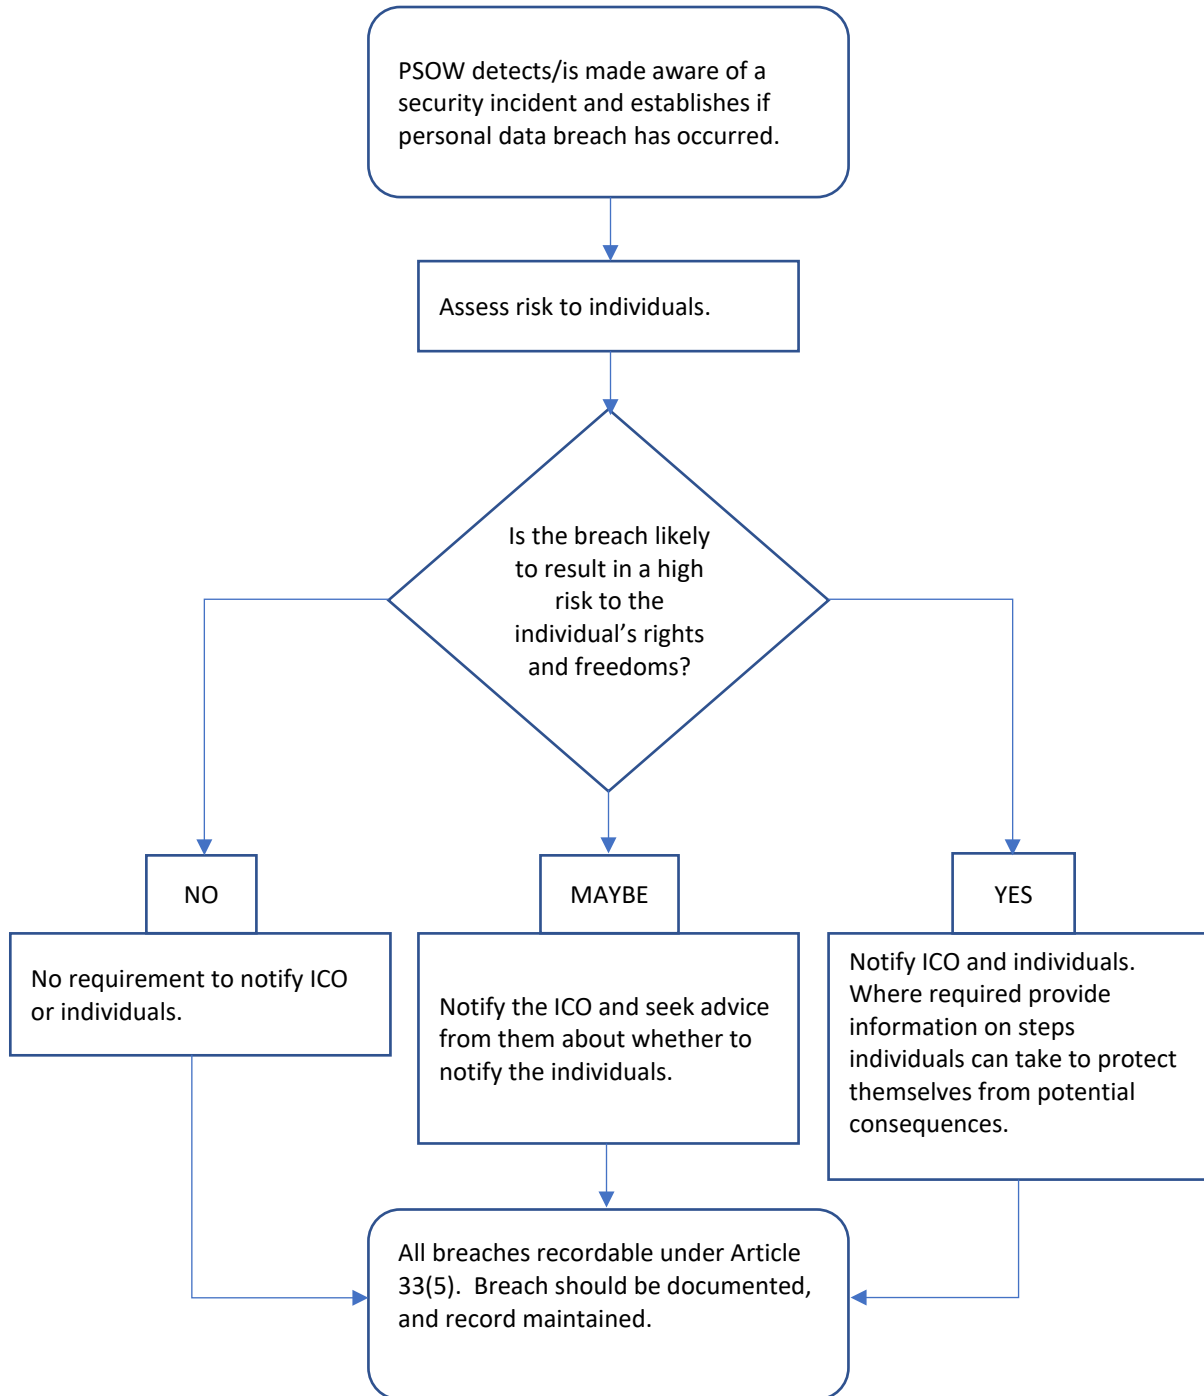 PSOW detects/is made aware of a
security incident and establishes if
personal data breach has occurred.
Assess risk to individuals.
Is the breach likely
to result in a high
risk to the
individual’s rights
and freedoms?
NO
No requirement to notify ICO
or individuals.
MAYBE
Notify the ICO and seek advice
from them about whether to
notify the individuals.
YES
Notify ICO and individuals.
Where required provide
information on steps
individuals can take to protect
themselves from potential
consequences.
All breaches recordable under Article
33(5).  Breach should be documented,
and record maintained.